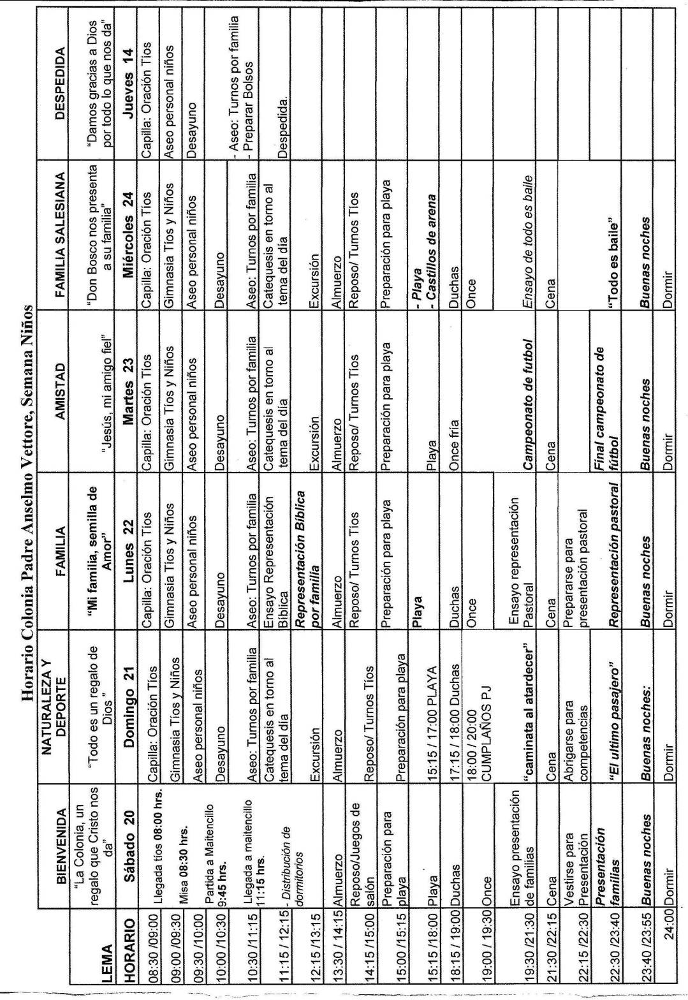 Horario Colonia Padre Anselmo Vettore, Semana Niños
BIENVENIDA
NATURALEZA Y
DEPORTE
FAMILIA
AMISTAD
FAMILIA SALESIANA
DESPEDIDA
LEMA
“La Colonia, un
regalo que Cristo nos
da”
“Todo es un regalo de
Dios ”
“Mi familia, semilla de
Amor”
“Jesús, mi amigo fiel”
“Don Bosco nos presenta
a su familia”
“Damos gracias a Dios
por todo lo que nos da”
HORARIO
Sábado 20
Domingo 21
Lunes 22
Martes 23
Miércoles 24
Jueves 14
08:30 /09:00
Llegada tios 08:00 hrs.
Capilla: Oración Tíos
Capilla: Oración Tíos
Capilla: Oración Tíos
Capilla: Oración Tíos
Capilla: Oración Tíos
09:00 /09:30
Misa 08:30 hrs.
Gimnasia Tíos y Niños
Gimnasia Tíos y Niños
Gimnasia Tíos y Niños
Gimnasia Tíos y Niños
Aseo personal niños
09:30 /10:00
Partida a Maitencillo
9:45 hrs.
Aseo personal niños
Aseo personal niños
Aseo personal niños
Aseo personal niños
Desayuno
10:00 /10:30
Desayuno
Desayuno
Desayuno
Desayuno
10:30 /11:15
Llegada a maitencillo
11:15 hrs.
Aseo: Turnos por familia
Aseo: Turnos por familia
Aseo: Turnos por familia
Aseo: Turnos por familia
- Aseo: Turnos por familia
- Preparar Bolsos
11:15 / 12:15
- Distribución de
dormitorios
Catequesis en torno al
tema del día
Ensayo Representación
Bíblica
Catequesis en torno al
tema del día
Catequesis en torno al
tema del día
Despedida.
12:15 /13:15
Excursión
Representación Bíblica
por familia
Excursión
Excursión
13:30 / 14:15
Almuerzo
Almuerzo
Almuerzo
Almuerzo
Almuerzo
14:15 /15:00
Reposo/Juegos de
salón
Reposo/ Turnos Tíos
Reposo/ Turnos Tíos
Reposo/ Turnos Tíos
Reposo/ Turnos Tíos
15:00 /15:15
Preparación para
playa
Preparación para playa
Preparación para playa
Preparación para playa
Preparación para playa
15:15 /18:00
Playa
15:15 / 17:00 PLAYA
Playa
Playa
- Playa
- Castillos de arena
18:15 / 19:00
Duchas
17:15 / 18:00 Duchas
Duchas
Once fría
Duchas
19:00 / 19:30
Once
18:00 / 20:00
CUMPLAÑOS PJ
Once
Once
19:30 /21:30
Ensayo presentación
de familias
“caminata al atardecer”
Ensayo representación
Pastoral
Campeonato de futbol
Ensayo de todo es baile
21:30 /22:15
Cena
Cena
Cena
Cena
Cena
22:15 /22:30
Vestirse para
Presentación
Abrigarse para
competencias
Prepararse para
presentación pastoral
22:30 /23:40
Presentación
familias
“El ultimo pasajero”
Representación pastoral
Final campeonato de
fútbol
“Todo es baile”
23:40 /23:55
Buenas noches
Buenas noches:
Buenas noches
Buenas noches
Buenas noches
24:00
Dormir
Dormir
Dormir
Dormir
Dormir